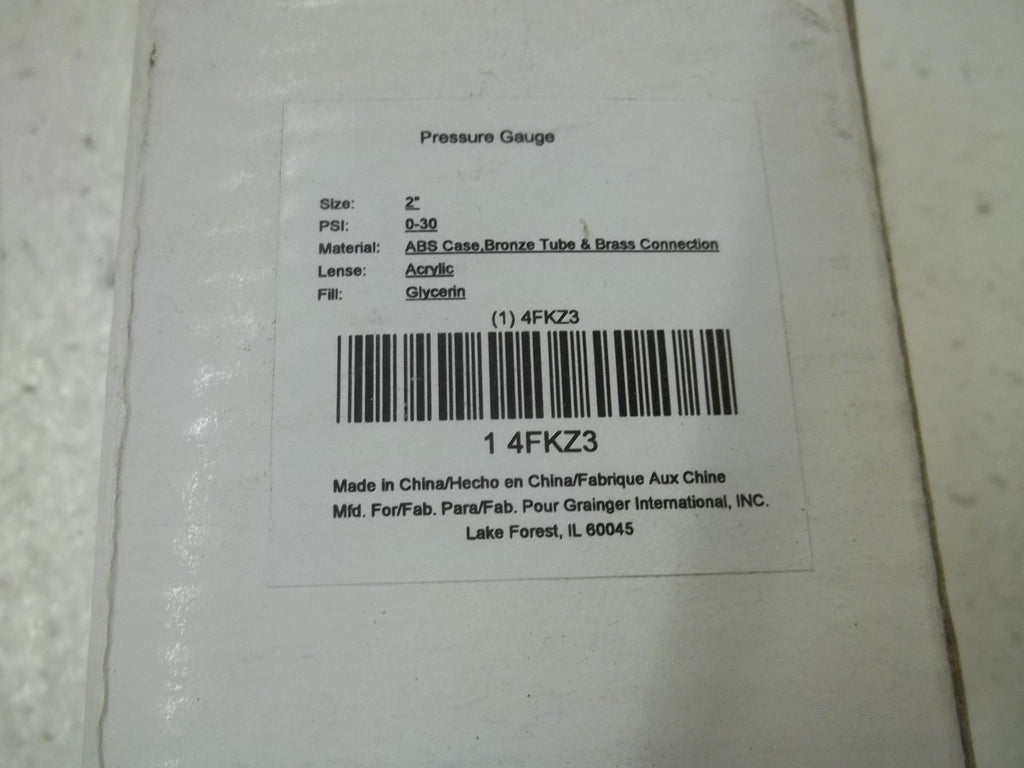 Pressure Gauge
Size: 2"
PSI: 0-30
Material: ABS Case,Bronze Tube & Brass Connection
Lense: Acrylic
Fill: Glycerin
(1) 4FKZ3
1 4FKZ3
Made in China/Hecho en China/Fabrique Aux Chine
Mfd. For/Fab. Para/Fab. Pour Grainger International, INC.
Lake Forest, IL 60045